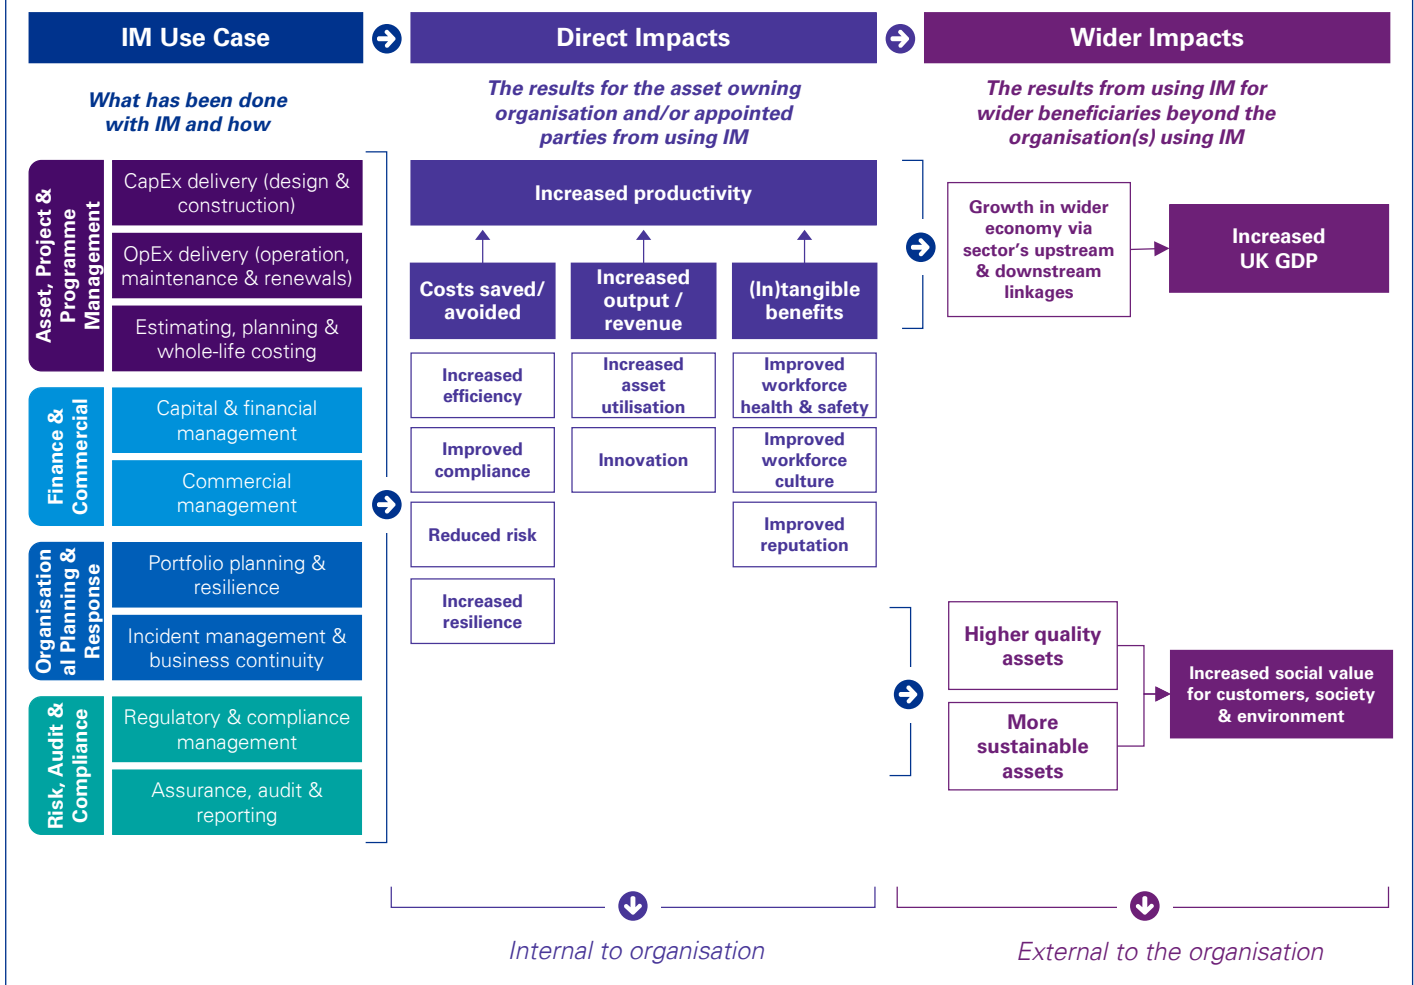 IM Use Case
Direct Impacts
Wider Impacts
What has been done
with IM and how
The results for the asset owning
organisation and/or appointed
parties from using IM
The results from using IM for
wider beneficiaries beyond the
organisation(s) using IM
Asset, Project &
Programme
Management
CapEx delivery (design &
construction)
OpEx delivery (operation,
maintenance & renewals)
Estimating, planning &
whole-life costing
Finance &
Commercial
Capital & financial
management
Commercial
management
Organisation
al Planning &
Response
Portfolio planning &
resilience
Incident management &
business continuity
Risk, Audit &
Compliance
Regulatory & compliance
management
Assurance, audit &
reporting
Increased productivity
Costs saved/
avoided
Increased
efficiency
Improved
compliance
Reduced risk
Increased
resilience
Increased
output /
revenue
Increased
asset
utilisation
Innovation
(In)tangible
benefits
Improved
workforce
health & safety
Improved
workforce
culture
Improved
reputation
Growth in wider
economy via
sector's upstream
& downstream
linkages
Increased
UK GDP
Higher quality
assets
More
sustainable
assets
Increased social value
for customers, society
& environment
Internal to organisation
External to the organisation